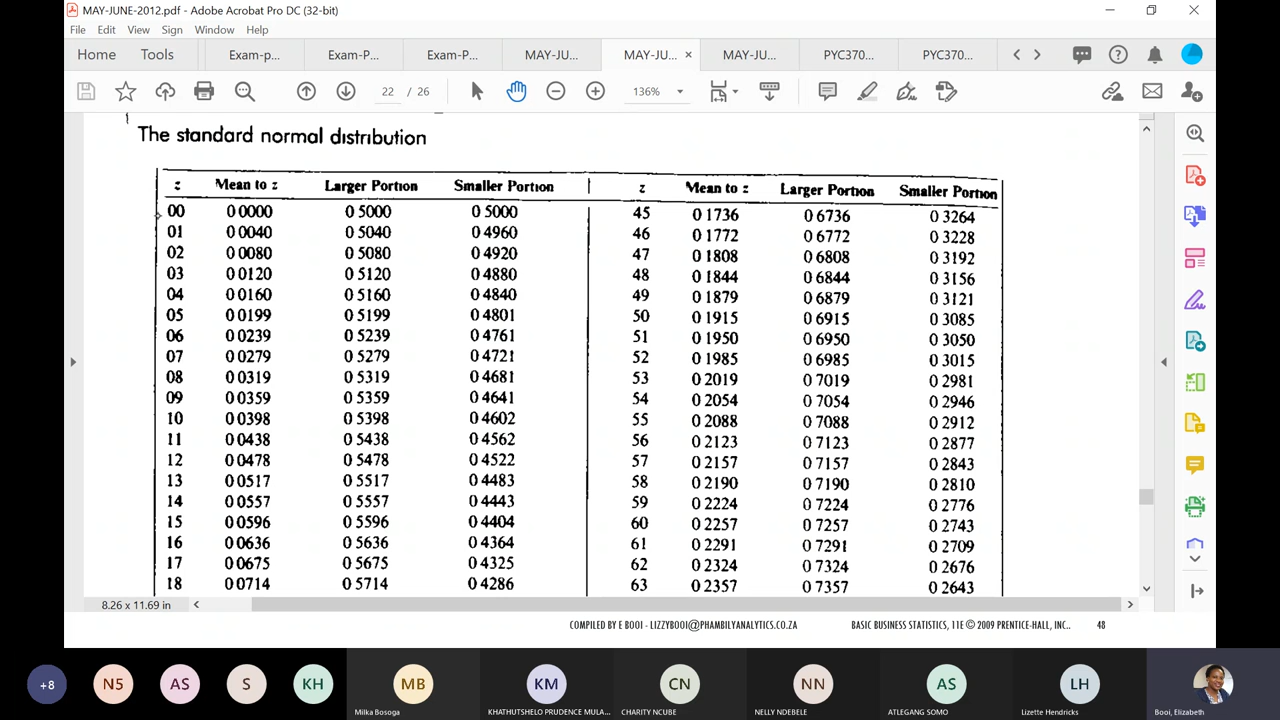 MAY-JUNE-2012.pdf - Adobe Acrobat Pro DC (32-bit)
File Edit View Sign Window Help
Home Tools Exam-p... Exam-P... Exam-P... MAY-JU... MAY-JU... × MAY-JU... PYC370... PYC370...
22 / 26 136%
The standard normal distribution
z Mean to z Larger Portion Smaller Portion z Mean to z Larger Portion Smaller Portion
00 0 0000 0 5000 0 5000 45 0 1736 0 6736 0 3264
01 0 0040 0 5040 0 4960 46 0 1772 0 6772 0 3228
02 0 0080 0 5080 0 4920 47 0 1808 0 6808 0 3192
03 0 0120 0 5120 0 4880 48 0 1844 0 6844 0 3156
04 0 0160 0 5160 0 4840 49 0 1879 0 6879 0 3121
05 0 0199 0 5199 0 4801 50 0 1915 0 6915 0 3085
06 0 0239 0 5239 0 4761 51 0 1950 0 6950 0 3050
07 0 0279 0 5279 0 4721 52 0 1985 0 6985 0 3015
08 0 0319 0 5319 0 4681 53 0 2019 0 7019 0 2981
09 0 0359 0 5359 0 4641 54 0 2054 0 7054 0 2946
10 0 0398 0 5398 0 4602 55 0 2088 0 7088 0 2912
11 0 0438 0 5438 0 4562 56 0 2123 0 7123 0 2877
12 0 0478 0 5478 0 4522 57 0 2157 0 7157 0 2843
13 0 0517 0 5517 0 4483 58 0 2190 0 7190 0 2810
14 0 0557 0 5557 0 4443 59 0 2224 0 7224 0 2776
15 0 0596 0 5596 0 4404 60 0 2257 0 7257 0 2743
16 0 0636 0 5636 0 4364 61 0 2291 0 7291 0 2709
17 0 0675 0 5675 0 4325 62 0 2324 0 7324 0 2676
18 0 0714 0 5714 0 4286 63 0 2357 0 7357 0 2643
8.26 x 11.69 in
COMPILED BY E BOOI - LIZZYBOOI@PHAMBILYANALYTICS.CO.ZA BASIC BUSINESS STATISTICS, 11E © 2009 PRENTICE-HALL, INC.. 48
+8 N5 AS S KH MB KM CN NN AS LH
Milka Bosoga KHATHUTSHELO PRUDENCE MULA... CHARITY NCUBE NELLY NDEBELE ATLEGANG SOMO Lizette Hendricks Booi, Elizabeth